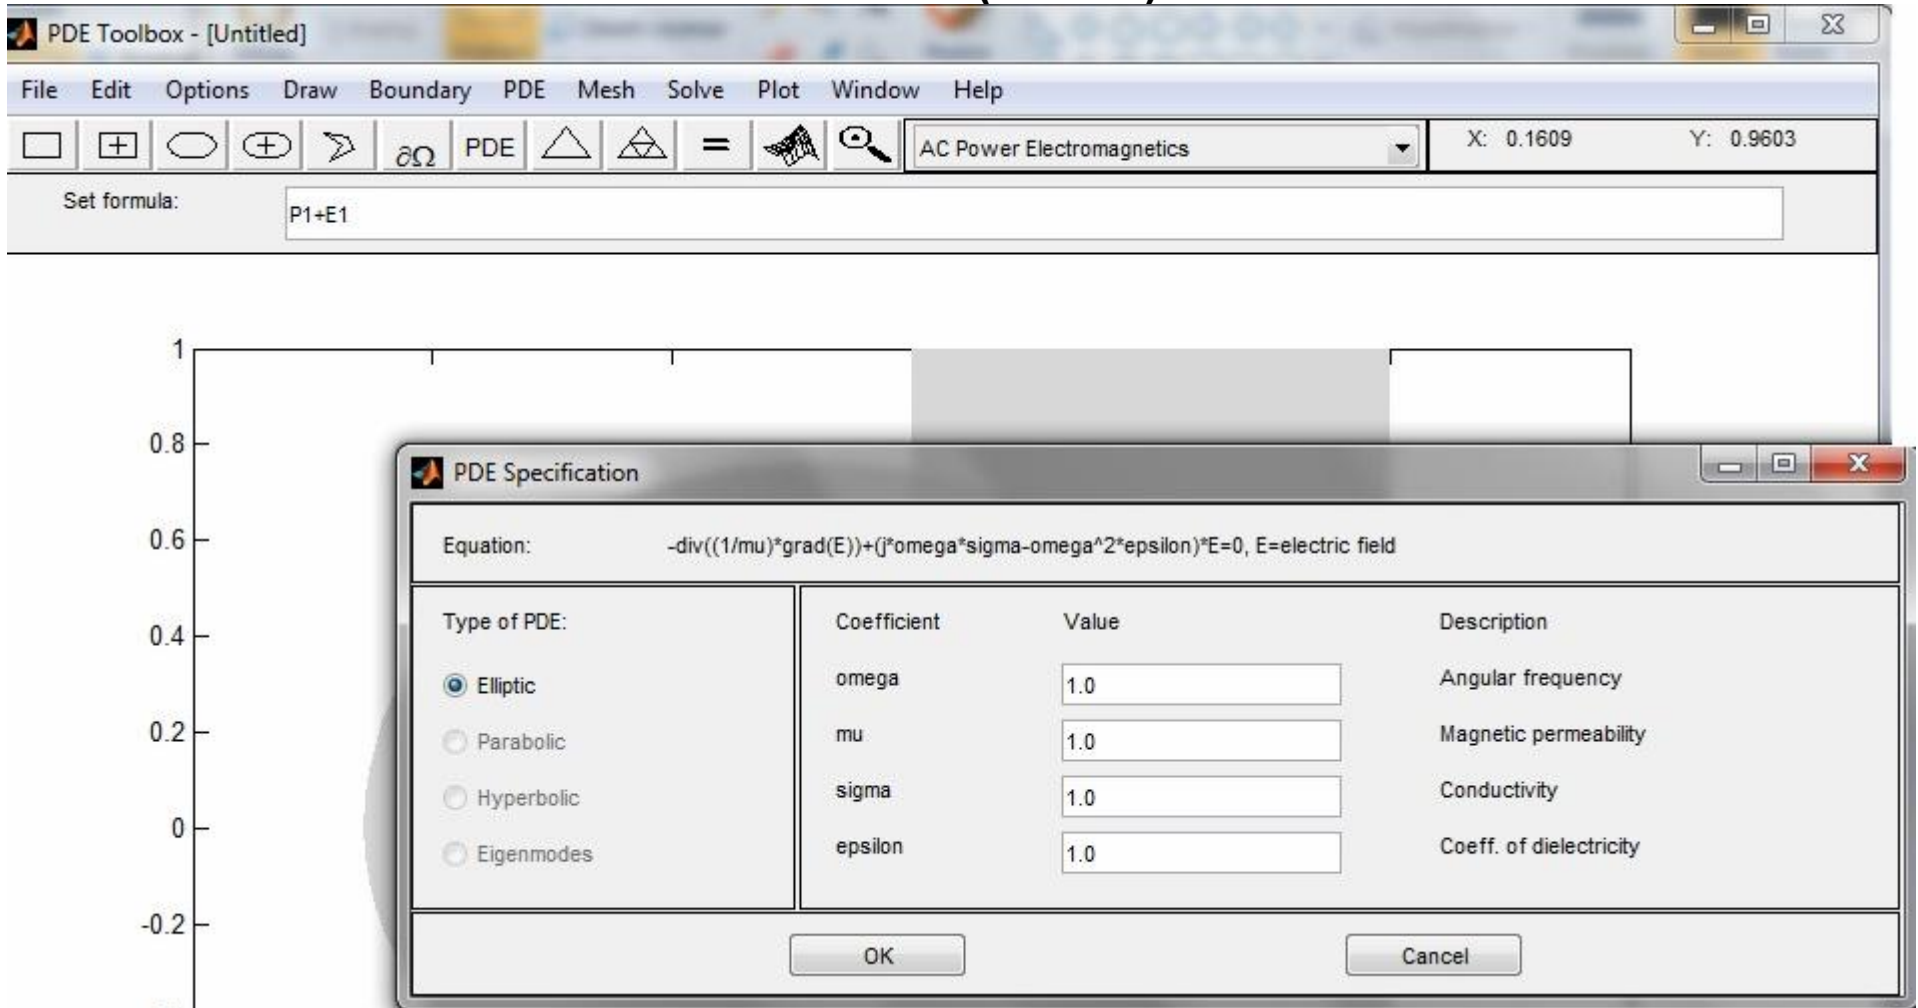 PDE Toolbox - [Untitled]
File Edit Options Draw Boundary PDE Mesh Solve Plot Window Help
∂Ω PDE = AC Power Electromagnetics X: 0.1609 Y: 0.9603
Set formula: P1+E1
1
0.8
PDE Specification
0.6
Equation: -div((1/mu)*grad(E))+(j*omega*sigma-omega^2*epsilon)*E=0, E=electric field
Type of PDE: Coefficient Value Description
0.4
Elliptic omega 1.0 Angular frequency
0.2
Parabolic mu 1.0 Magnetic permeability
Hyperbolic sigma 1.0 Conductivity
0
Eigenmodes epsilon 1.0 Coeff. of dielectricity
-0.2
OK Cancel